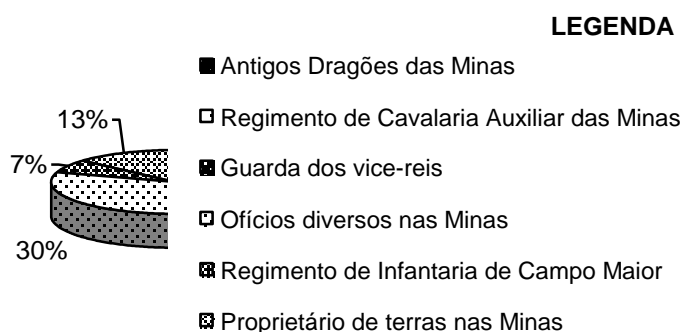 LEGENDA
Antigos Dragões das Minas
Regimento de Cavalaria Auxiliar das Minas
Guarda dos vice-reis
Ofícios diversos nas Minas
Regimento de Infantaria de Campo Maior
Proprietário de terras nas Minas
13%
7%
30%